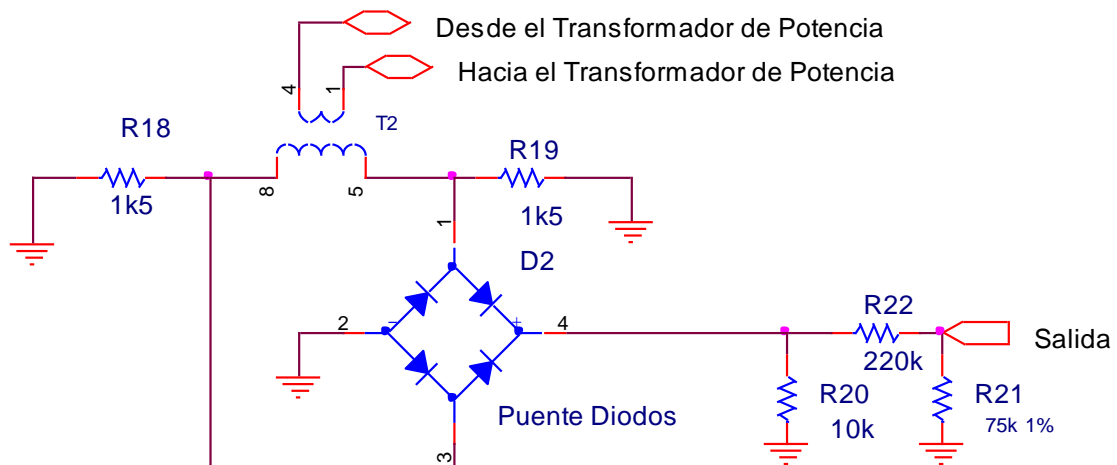 Desde el Transformador de Potencia
Hacia el Transformador de Potencia
4
1
T2
R18
1k5
8
5
R19
1k5
1
D2
2
-
+
4
Puente Diodos
3
R22
220k
Salida
R20
10k
R21
75k 1%